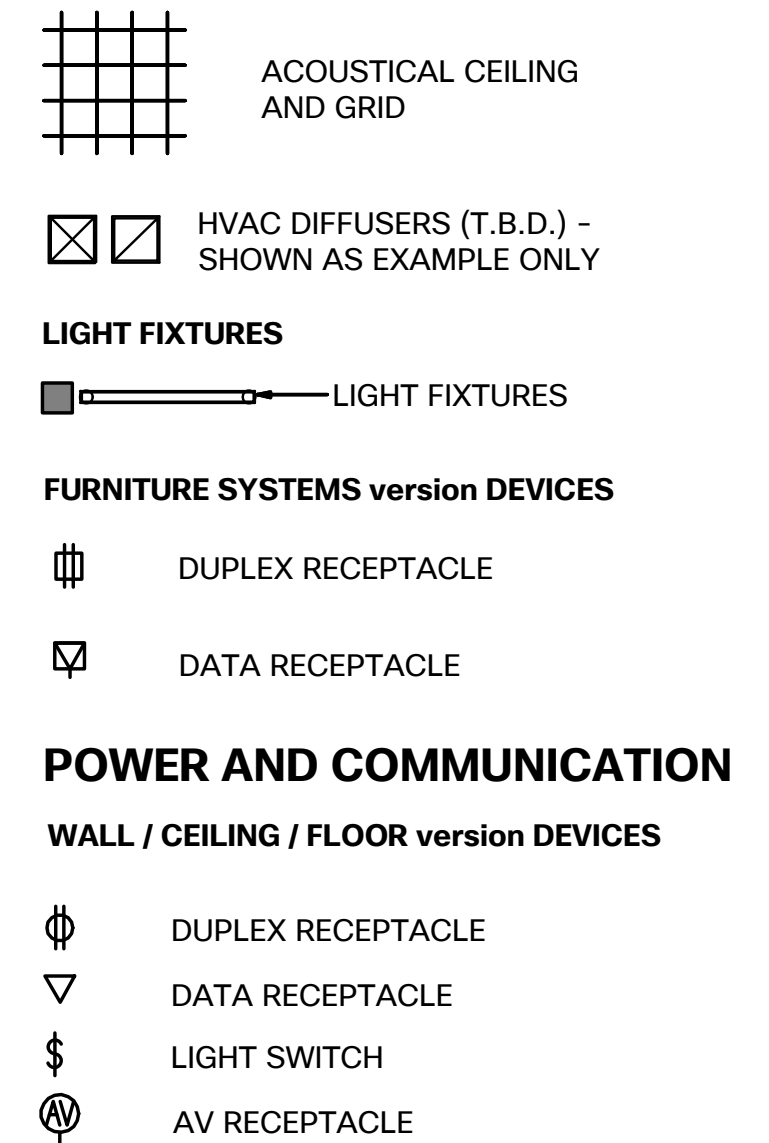 ACOUSTICAL CEILING
AND GRID
HVAC DIFFUSERS (T.B.D.) –
SHOWN AS EXAMPLE ONLY
LIGHT FIXTURES
LIGHT FIXTURES
FURNITURE SYSTEMS version DEVICES
DUPLEX RECEPTACLE
DATA RECEPTACLE
POWER AND COMMUNICATION
WALL / CEILING / FLOOR version DEVICES
DUPLEX RECEPTACLE
DATA RECEPTACLE
$ LIGHT SWITCH
AV AV RECEPTACLE